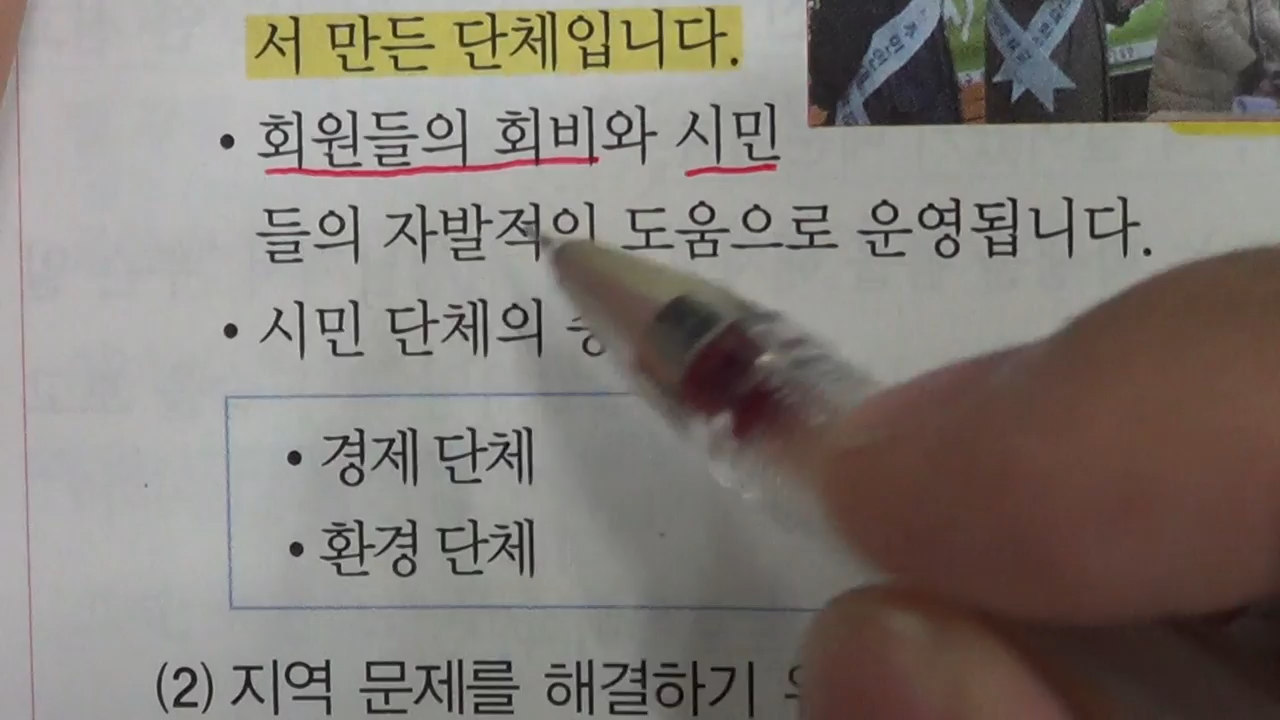 서 만든 단체입니다.
• 회원들의 회비와 시민
들의 자발적인 도움으로 운영됩니다.
• 시민 단체의
• 경제 단체
• 환경 단체
(2) 지역 문제를 해결하기